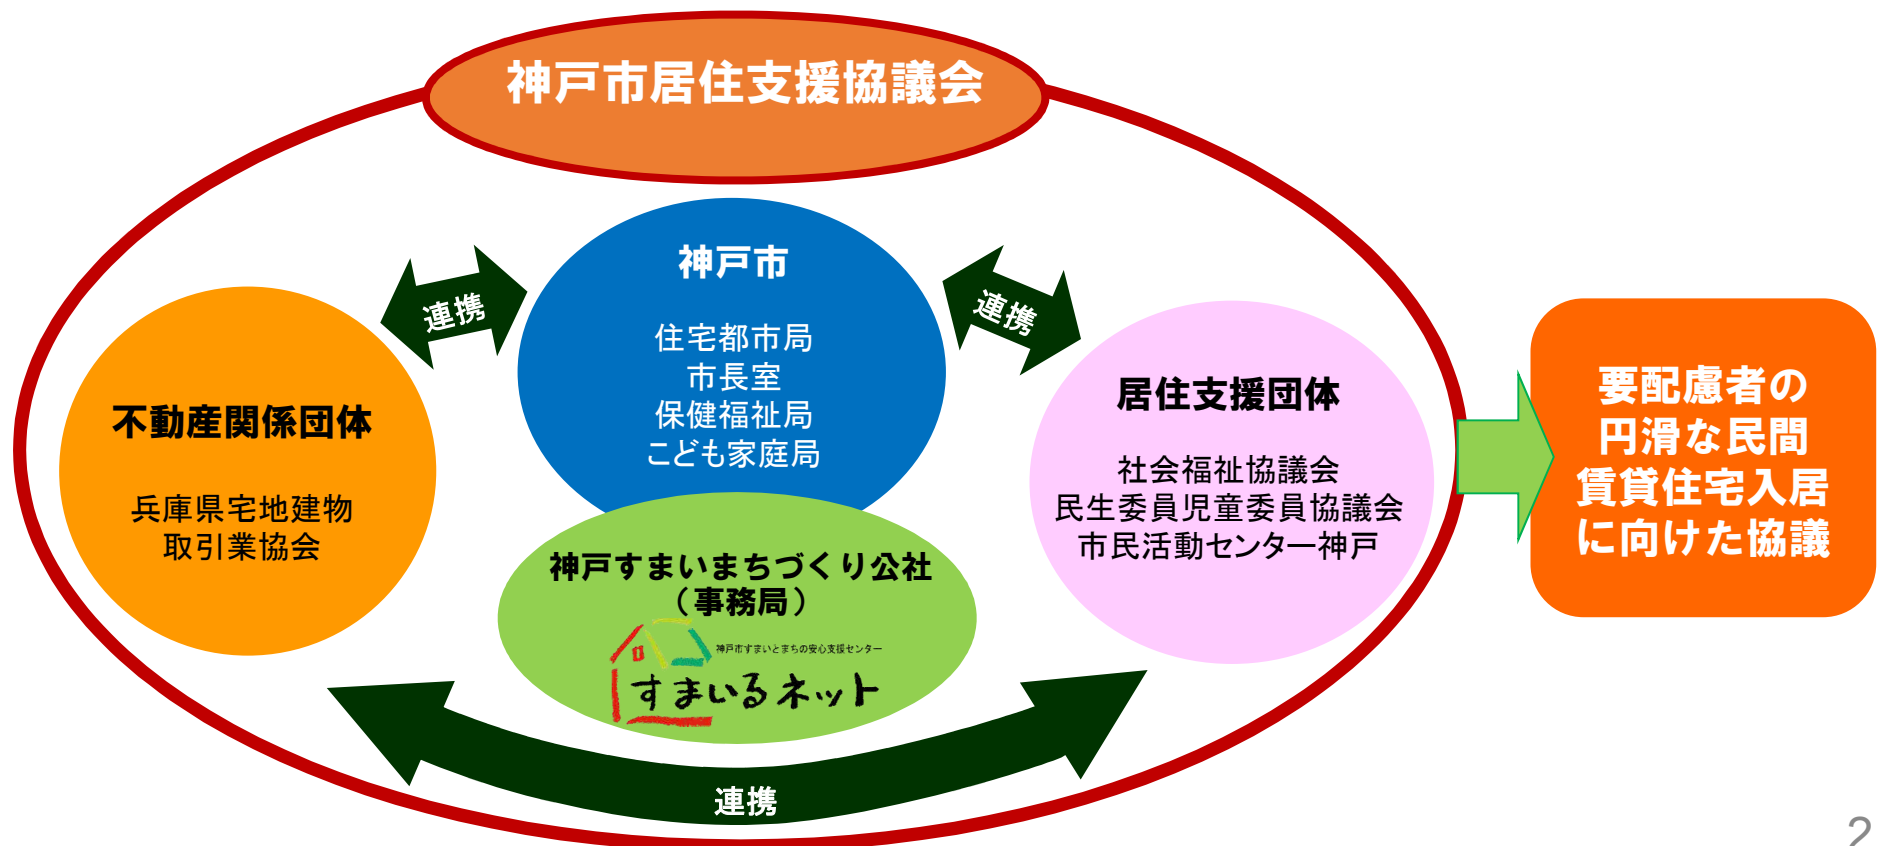 神戸市居住支援協議会
神戸市
住宅都市局
市長室
保健福祉局
こども家庭局
連携
連携
不動産関係団体
兵庫県宅地建物
取引業協会
居住支援団体
社会福祉協議会
民生委員児童委員協議会
市民活動センター神戸
神戸すまいまちづくり公社
（事務局）
神戸市すまいとまちの安心支援センター
すまいるネット
連携
要配慮者の
円滑な民間
賃貸住宅入居
に向けた協議
2